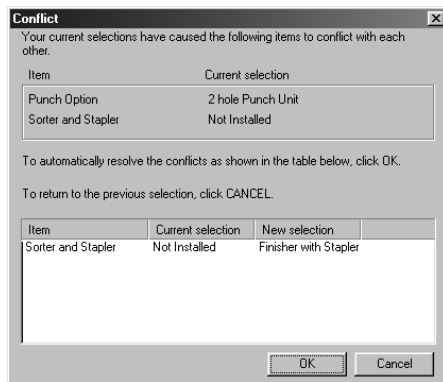 Conflict
Your current selections have caused the following items to conflict with each
other.
Item Current selection
Punch Option 2 hole Punch Unit
Sorter and Stapler Not Installed
To automatically resolve the conflicts as shown in the table below, click OK.
To return to the previous selection, click CANCEL.
Item Current selection New selection
Sorter and Stapler Not Installed Finisher with Stapler
OK Cancel